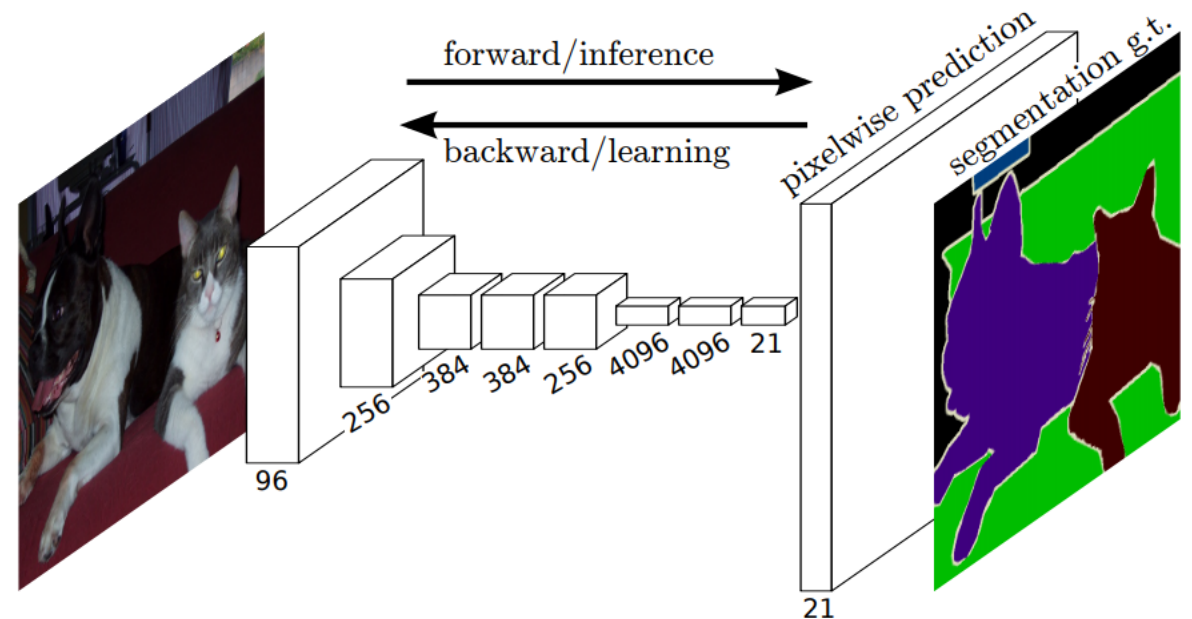 forward/inference
backward/learning
pixelwise prediction
segmentation g.t.
96
256
384
384
256
4096
4096
21
21